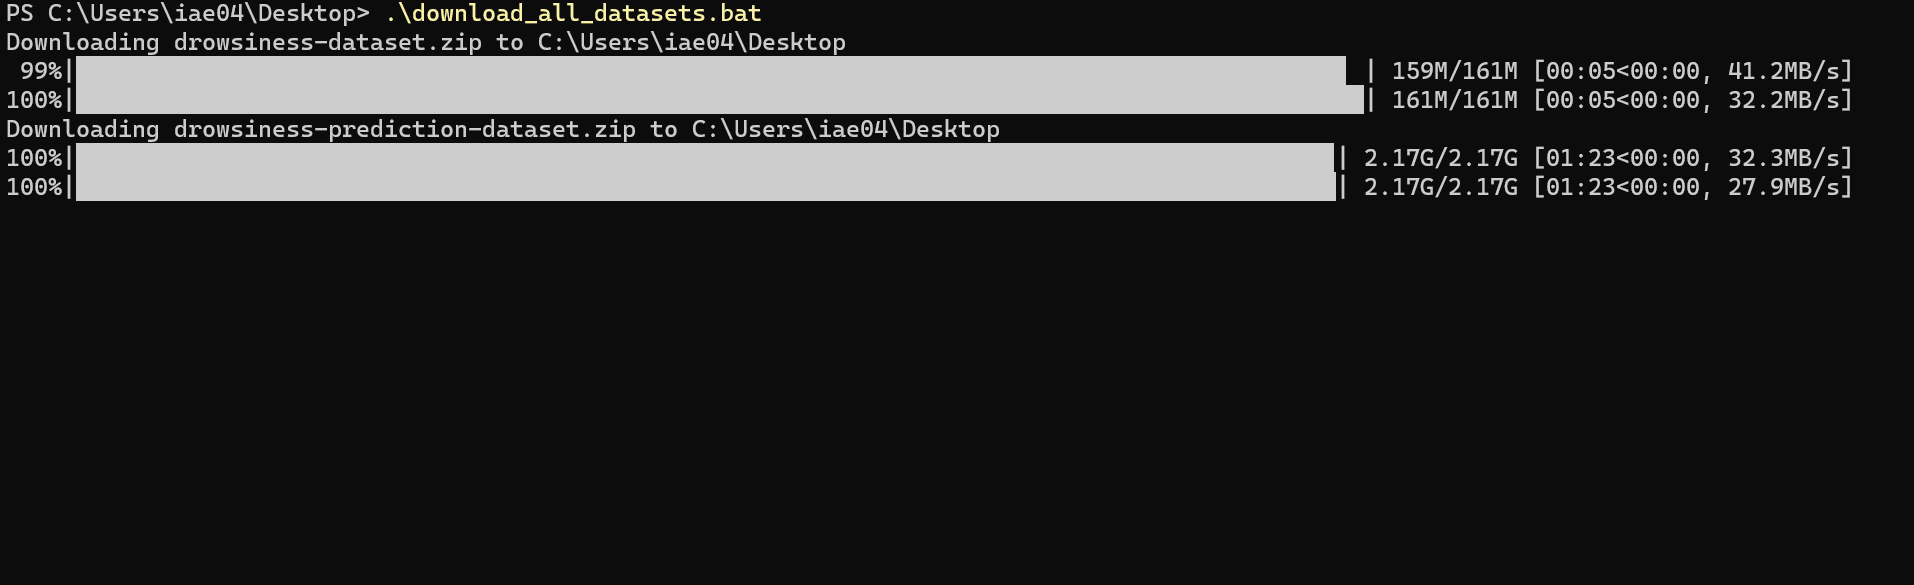 PS C:\Users\iae04\Desktop> .\download_all_datasets.bat
Downloading drowsiness-dataset.zip to C:\Users\iae04\Desktop
99%| | 159M/161M [00:05<00:00, 41.2MB/s]
100%| | 161M/161M [00:05<00:00, 32.2MB/s]
Downloading drowsiness-prediction-dataset.zip to C:\Users\iae04\Desktop
100%| | 2.17G/2.17G [01:23<00:00, 32.3MB/s]
100%| | 2.17G/2.17G [01:23<00:00, 27.9MB/s]